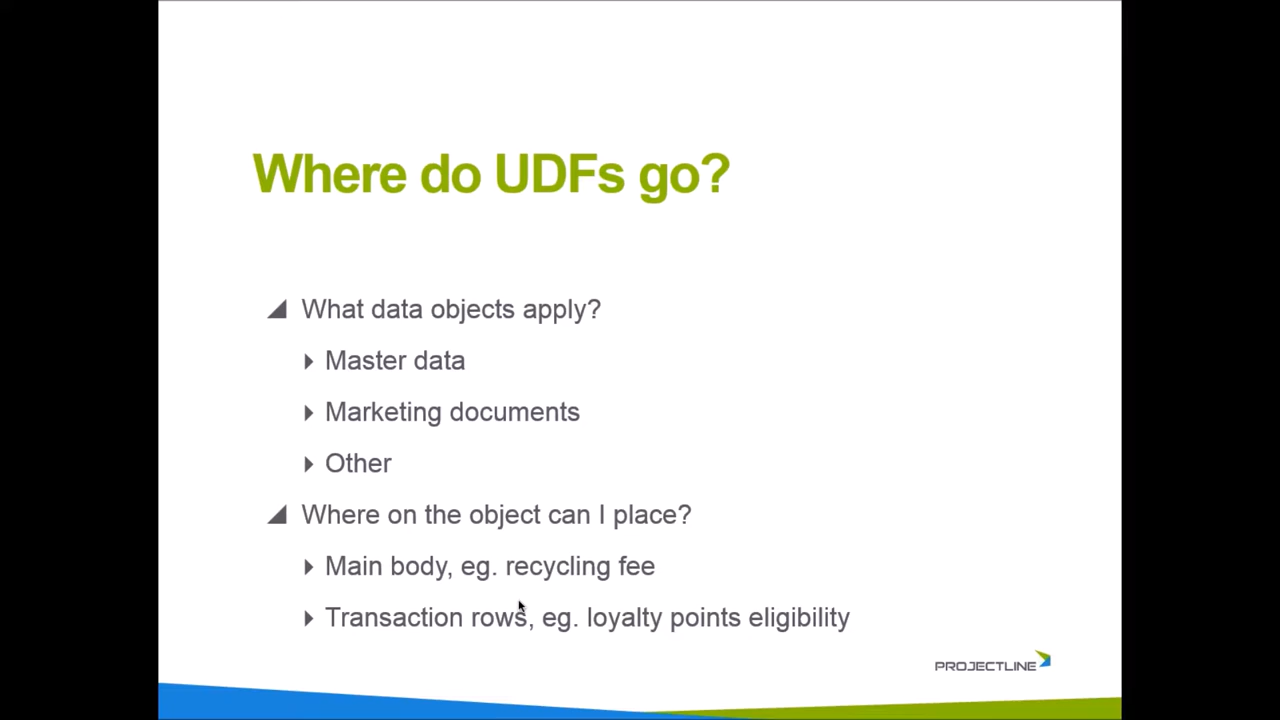 Where do UDFs go?
What data objects apply?
Master data
Marketing documents
Other
Where on the object can I place?
Main body, eg. recycling fee
Transaction rows, eg. loyalty points eligibility
PROJECTLINE